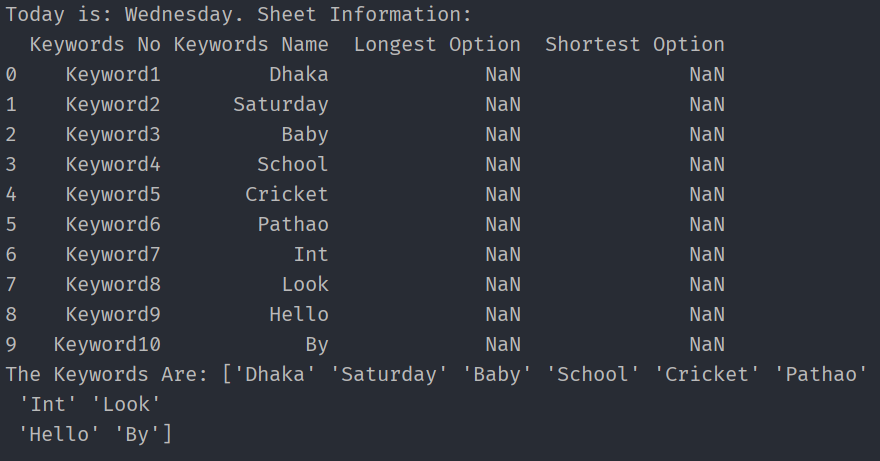 Today is: Wednesday. Sheet Information:
  Keywords No Keywords Name  Longest Option  Shortest Option
0    Keyword1         Dhaka             NaN              NaN
1    Keyword2      Saturday             NaN              NaN
2    Keyword3          Baby             NaN              NaN
3    Keyword4        School             NaN              NaN
4    Keyword5       Cricket             NaN              NaN
5    Keyword6        Pathao             NaN              NaN
6    Keyword7           Int             NaN              NaN
7    Keyword8          Look             NaN              NaN
8    Keyword9         Hello             NaN              NaN
9   Keyword10            By             NaN              NaN
The Keywords Are: ['Dhaka' 'Saturday' 'Baby' 'School' 'Cricket' 'Pathao'
 'Int' 'Look'
 'Hello' 'By']